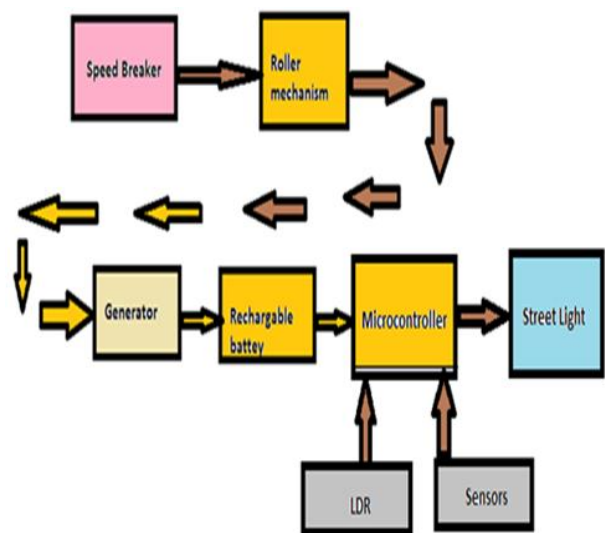 Speed Breaker
Roller
mechanism
Generator
Rechargable
battey
Microcontroller
Street Light
LDR
Sensors